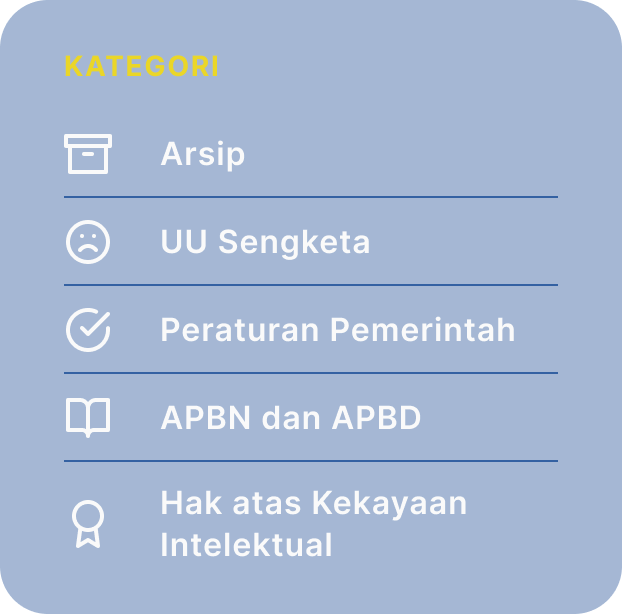 KATEGORI
Arsip
UU Sengketa
Peraturan Pemerintah
APBN dan APBD
Hak atas Kekayaan
Intelektual